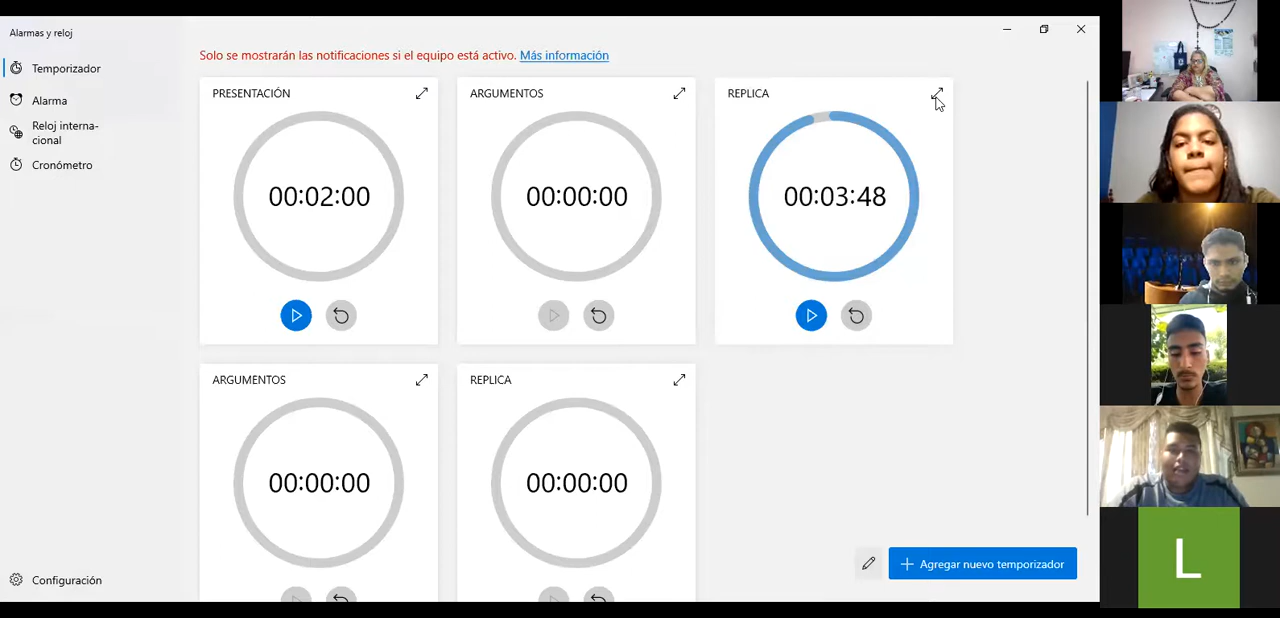 Alarmas y reloj
Solo se mostrarán las notificaciones si el equipo está activo. Más información
Temporizador
Alarma
Reloj interna-
cional
Cronómetro
PRESENTACIÓN
00:02:00
ARGUMENTOS
00:00:00
REPLICA
00:03:48
ARGUMENTOS
00:00:00
REPLICA
00:00:00
Agregar nuevo temporizador
Configuración
L